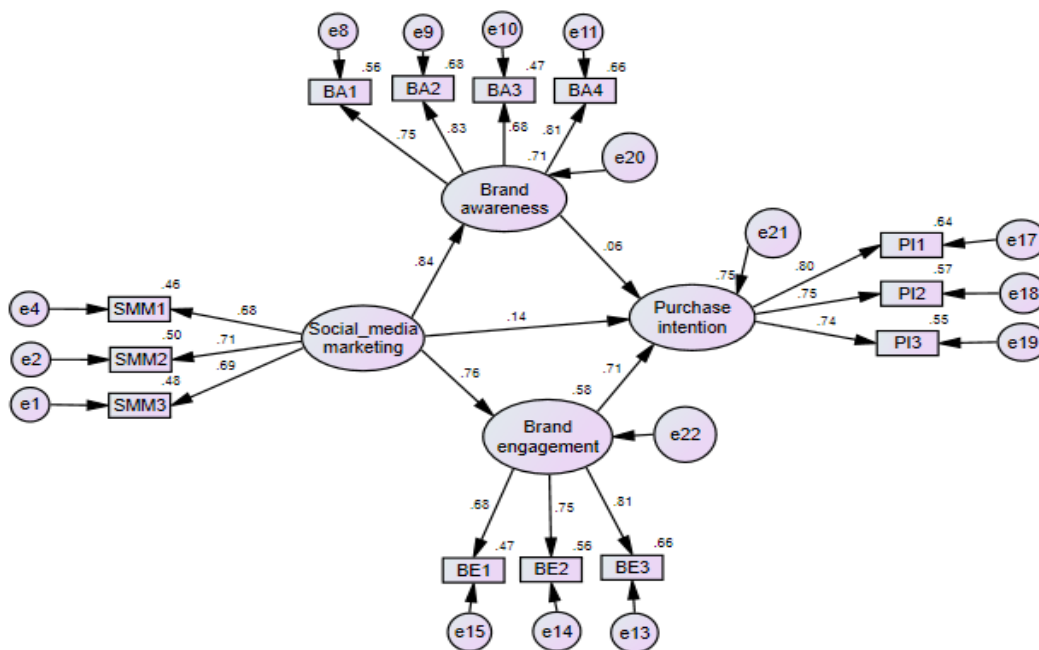 e8
e9
e10
e11
.56
.68
.47
.66
BA1
BA2
BA3
BA4
.75
.83
.68
.81
.71
e20
Brand
awareness
e21
.64
e17
PI1
.06
.80
.84
.75
.57
e18
PI2
.46
e4
SMM1
.68
.75
Purchase
intention
.14
.74
.55
Social_media
marketing
PI3
e19
.50
e2
SMM2
.71
.69
.76
.71
.48
e1
SMM3
.58
Brand
engagement
e22
.68
.75
.81
.47
.56
.66
BE1
BE2
BE3
e15
e14
e13